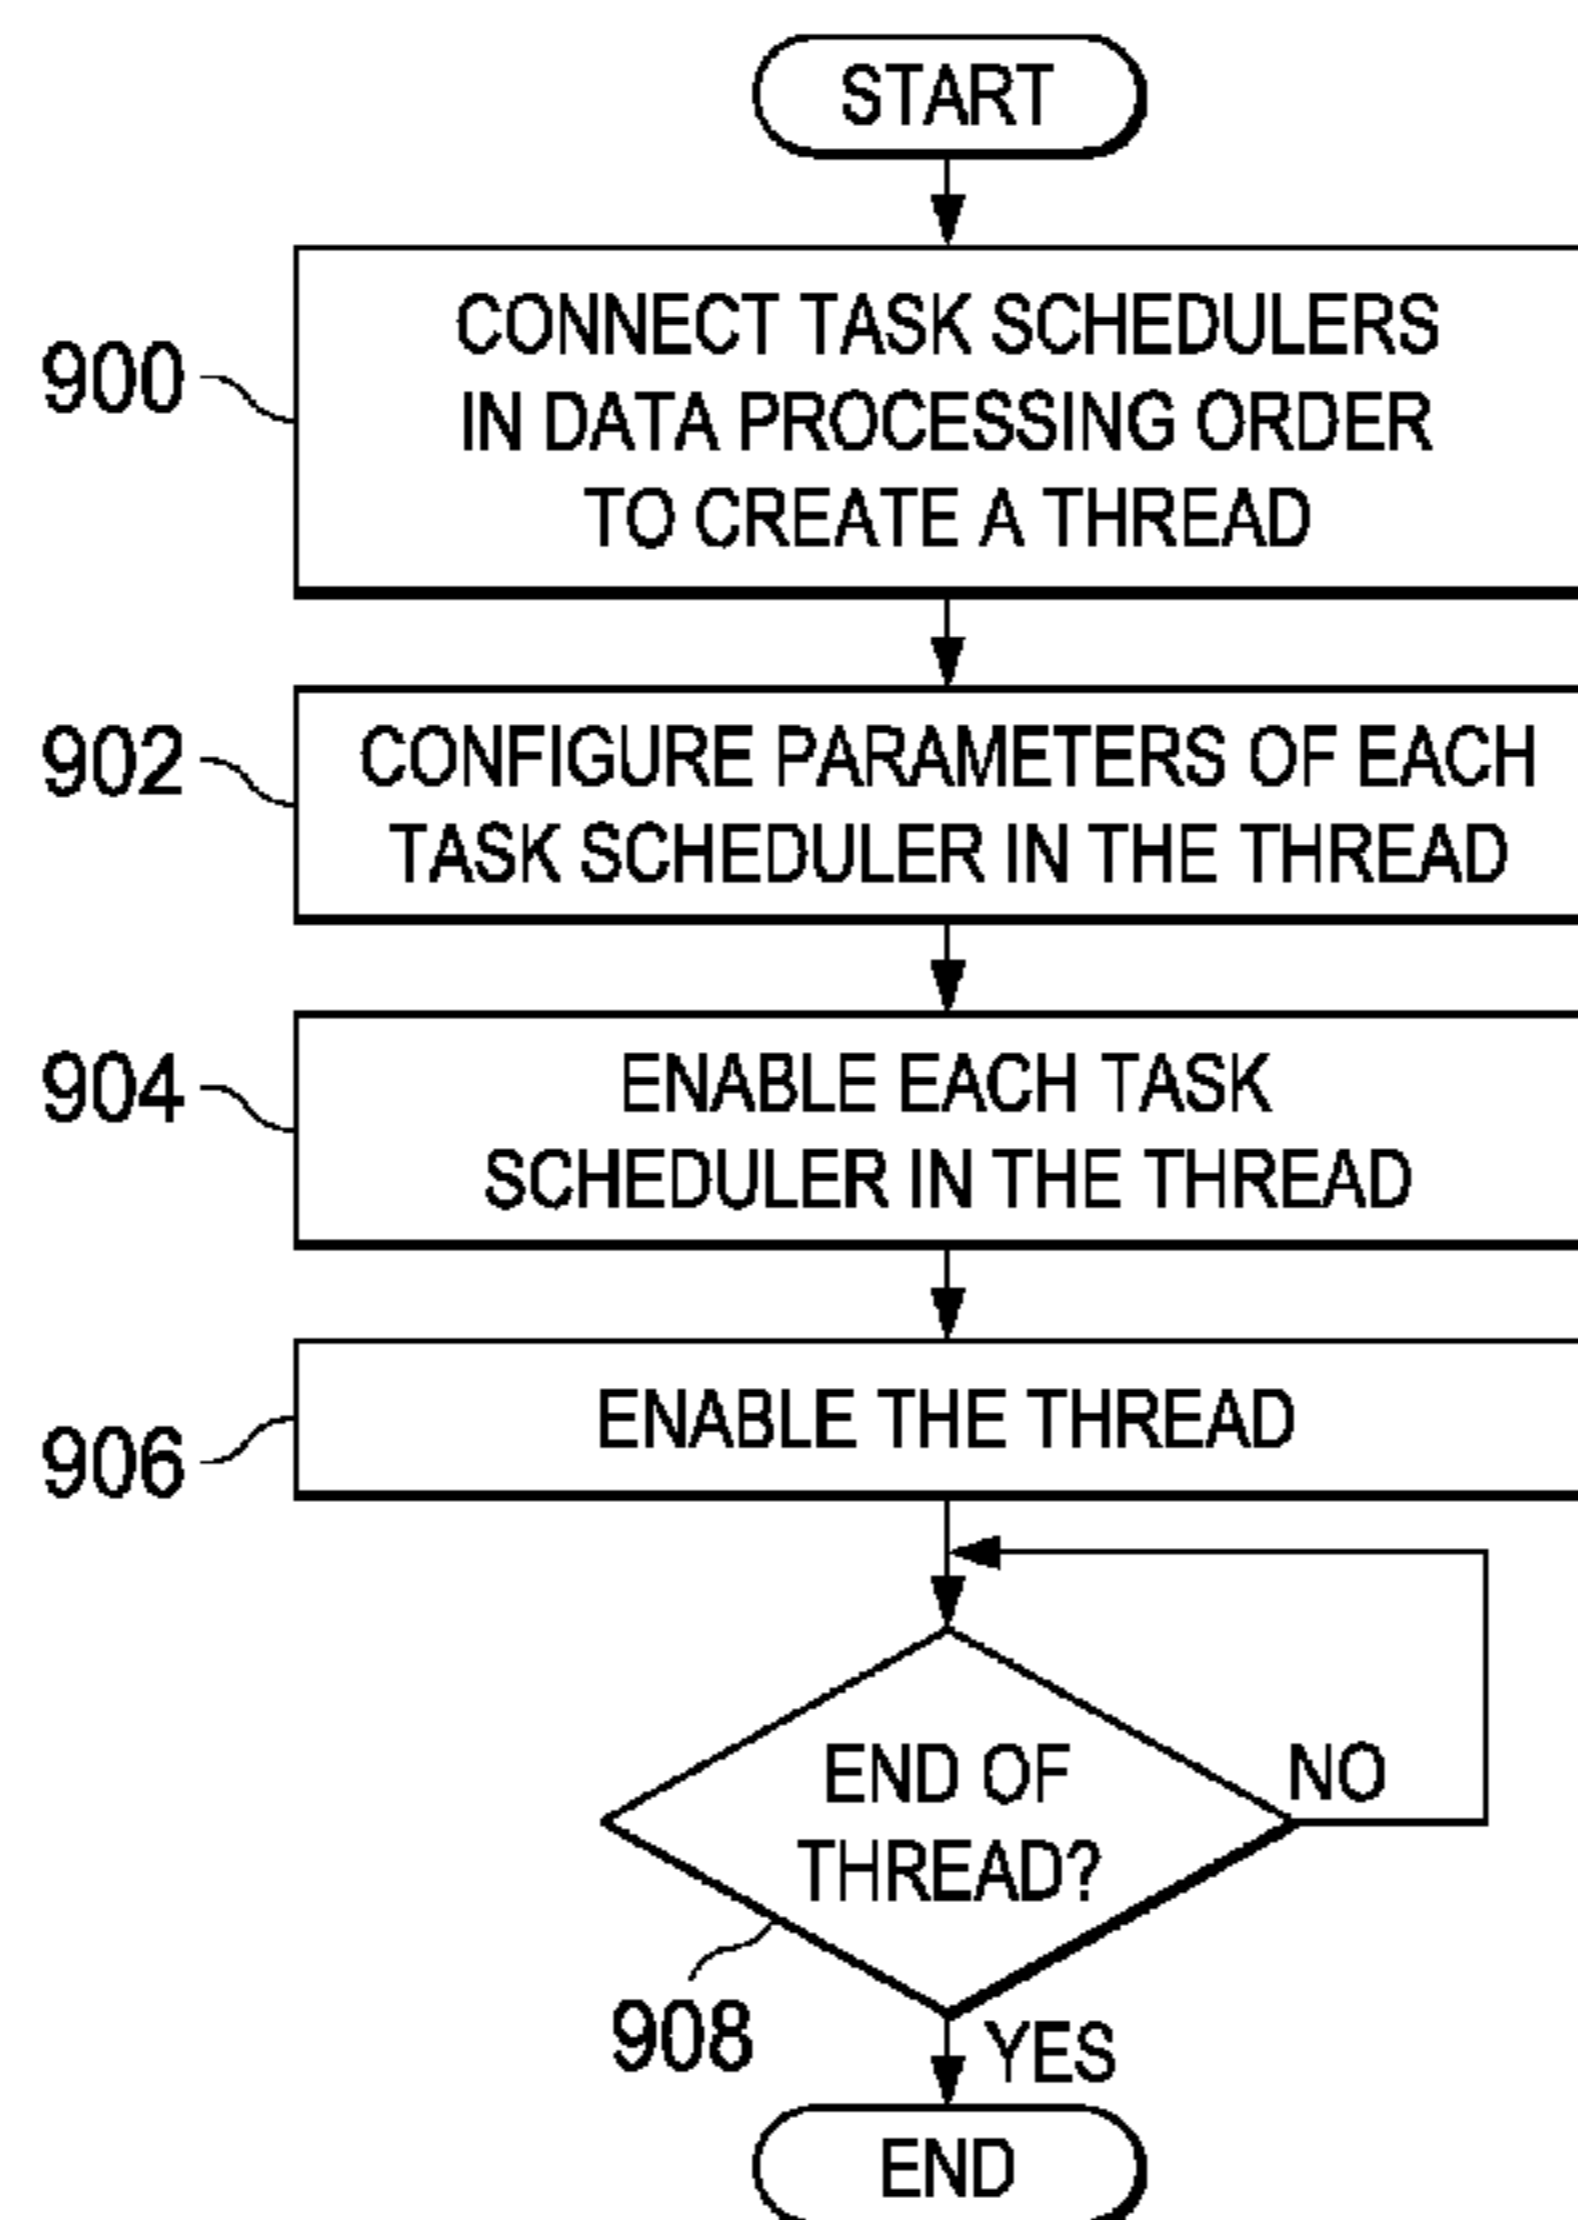 START
900
CONNECT TASK SCHEDULERS
IN DATA PROCESSING ORDER
TO CREATE A THREAD
902
CONFIGURE PARAMETERS OF EACH
TASK SCHEDULER IN THE THREAD
904
ENABLE EACH TASK
SCHEDULER IN THE THREAD
906
ENABLE THE THREAD
END OF
THREAD?
NO
908
YES
END